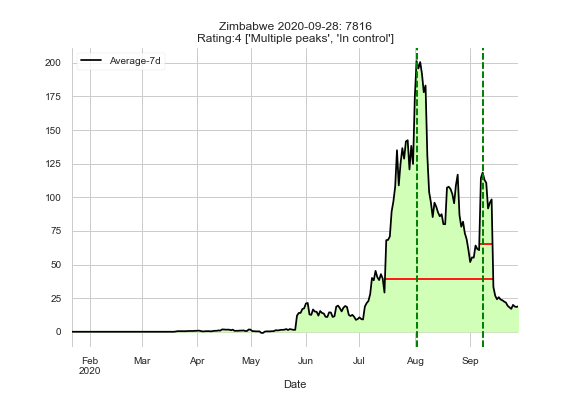 Zimbabwe 2020-09-28: 7816
Rating:4 ['Multiple peaks', 'In control']
Average-7d
200
175
150
125
100
75
50
25
0
Feb Mar Apr May Jun Jul Aug Sep
2020
Date